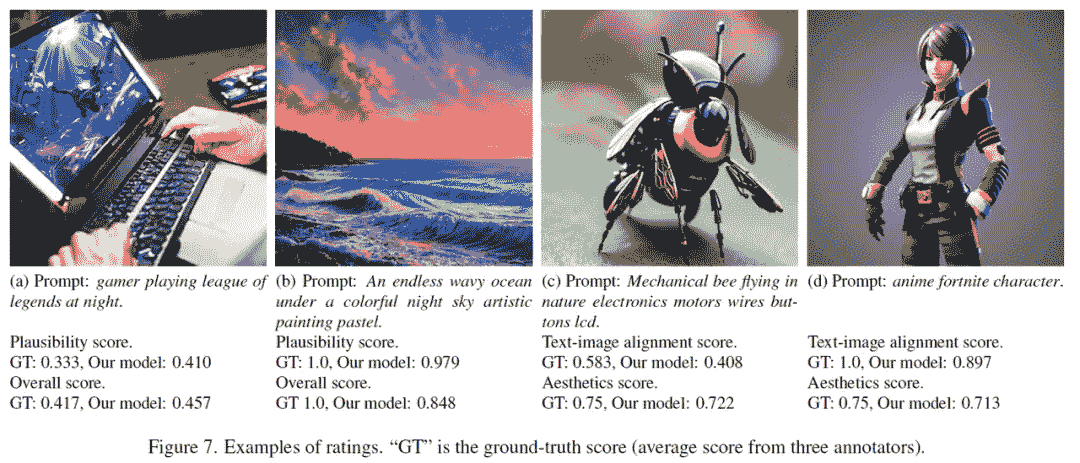 (a) Prompt: gamer playing league of
legends at night.
Plausibility score.
GT: 0.333, Our model: 0.410
Overall score.
GT: 0.417, Our model: 0.457
(b) Prompt: An endless wavy ocean
under a colorful night sky artistic
painting pastel.
Plausibility score.
GT: 1.0, Our model: 0.979
Overall score.
GT 1.0, Our model: 0.848
(c) Prompt: Mechanical bee flying in
nature electronics motors wires but-
tons lcd.
Text-image alignment score.
GT: 0.583, Our model: 0.408
Aesthetics score.
GT: 0.75, Our model: 0.722
(d) Prompt: anime fortnite character.
Text-image alignment score.
GT: 1.0, Our model: 0.897
Aesthetics score.
GT: 0.75, Our model: 0.713
Figure 7. Examples of ratings. “GT” is the ground-truth score (average score from three annotators).